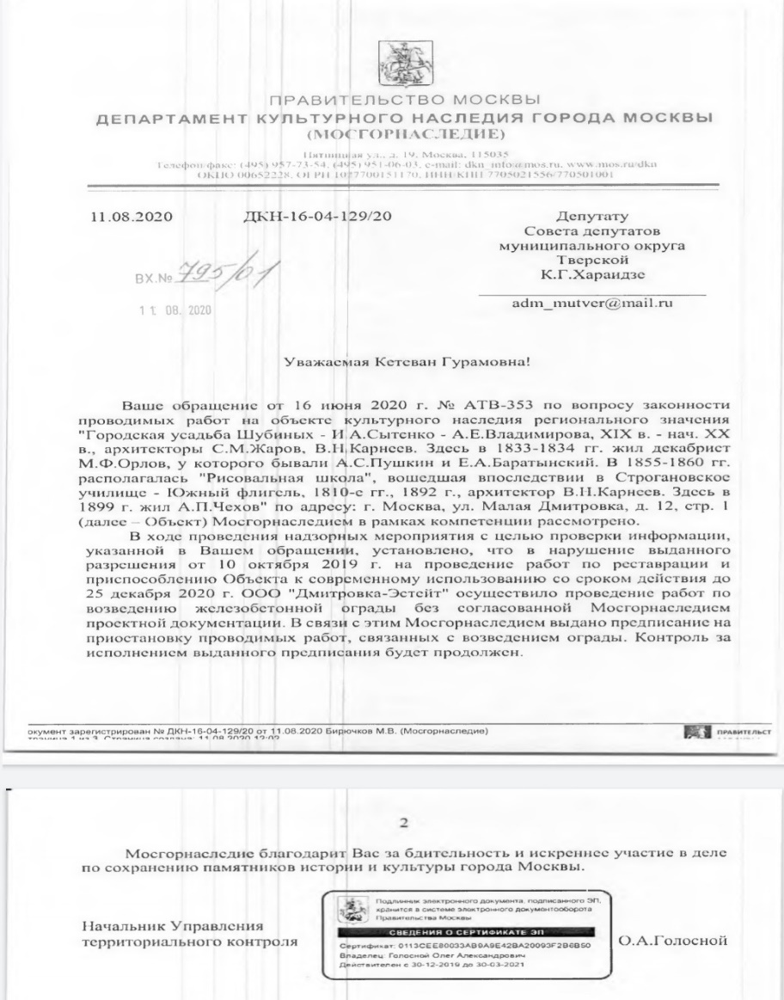 ПРАВИТЕЛЬСТВО МОСКВЫ
ДЕПАРТАМЕНТ КУЛЬТУРНОГО НАСЛЕДИЯ ГОРОДА МОСКВЫ
(МОСГОРНАСЛЕДИЕ)
Пятницкая ул., д. 19, Москва, 115035
Телефон/факс: (495) 957-73-54, (495) 951-06-03, e-mail: dkn_info@mos.ru, www.mos.ru/dkn
ОКПО 00652228, ОГРН 1027700151170, ИНН/КПП 7705021556/770501001
11.08.2020 ДКН-16-04-129/20
Депутату
Совета депутатов
муниципального округа
Тверской
К.Г.Хараидзе
adm_mutver@mail.ru
ВХ.№ 795/01
11 08. 2020
Уважаемая Кетеван Гурамовна!
Ваше обращение от 16 июня 2020 г. № АТВ-353 по вопросу законности
проводимых работ на объекте культурного наследия регионального значения
"Городская усадьба Шубиных - И.А.Сытенко - А.Е.Владимирова, XIX в. - нач. XX
в., архитекторы С.М.Жаров, В.Н.Карнеев. Здесь в 1833-1834 гг. жил декабрист
М.Ф.Орлов, у которого бывали А.С.Пушкин и Е.А.Баратынский. В 1855-1860 гг.
располагалась "Рисовальная школа", вошедшая впоследствии в Строгановское
училище - Южный флигель, 1810-е гг., 1892 г., архитектор В.Н.Карнеев. Здесь в
1899 г. жил А.П.Чехов" по адресу: г. Москва, ул. Малая Дмитровка, д. 12, стр. 1
(далее – Объект) Мосгорнаследием в рамках компетенции рассмотрено.
В ходе проведения надзорных мероприятия с целью проверки информации,
указанной в Вашем обращении, установлено, что в нарушение выданного
разрешения от 10 октября 2019 г. на проведение работ по реставрации и
приспособлению Объекта к современному использованию со сроком действия до
25 декабря 2020 г. ООО "Дмитровка-Эстейт" осуществило проведение работ по
возведению железобетонной ограды без согласованной Мосгорнаследием
проектной документации. В связи с этим Мосгорнаследием выдано предписание на
приостановку проводимых работ, связанных с возведением ограды. Контроль за
исполнением выданного предписания будет продолжен.
окумент зарегистрирован № ДКН-16-04-129/20 от 11.08.2020 Бирючков М.В. (Мосгорнаследие)
траница 1 из 3. Страница создана: 11.08.2020 12:02
ПРАВИТЕЛЬСТ
2
Мосгорнаследие благодарит Вас за бдительность и искреннее участие в деле
по сохранению памятников истории и культуры города Москвы.
Начальник Управления
территориального контроля
Подлинник электронного документа, подписанного ЭП,
хранится в системе электронного документооборота
Правительства Москвы
СВЕДЕНИЯ О СЕРТИФИКАТЕ ЭП
Сертификат: 0113CEE80033AB9A9E42BA20093F2B6B50
Владелец: Голосной Олег Александрович
Действителен с 30-12-2019 до 30-03-2021
О.А.Голосной